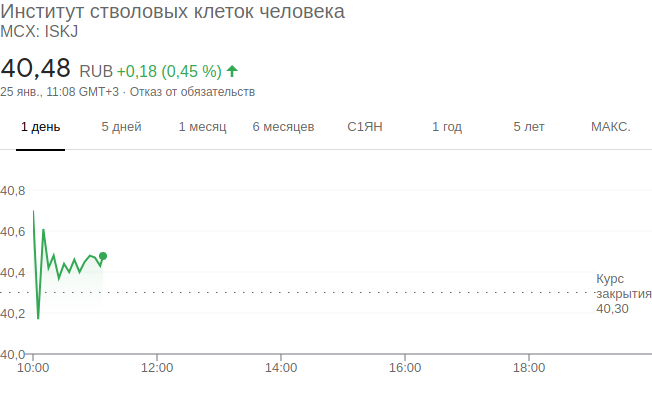 Институт стволовых клеток человека
MCX: ISKJ
40,48 RUB +0,18 (0,45 %)
25 янв., 11:08 GMT+3 · Отказ от обязательств
1 день 5 дней 1 месяц 6 месяцев С1ЯН 1 год 5 лет МАКС.
40,8
40,6
40,4
Курс
закрытия
40,30
40,2
40,0
10:00 12:00 14:00 16:00 18:00